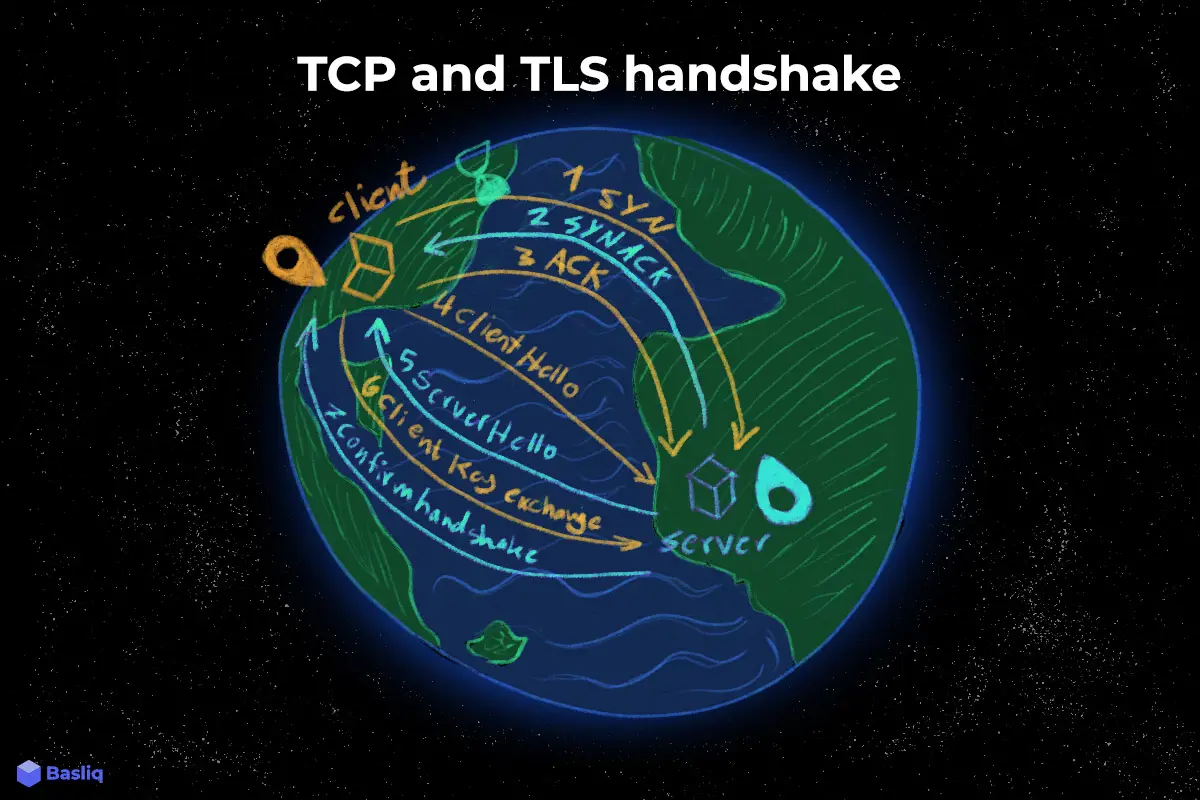 TCP and TLS handshake
client
1 SYN
2 SYNACK
3 ACK
4 clientHello
5 ServerHello
6 client Key exchange
7 Confirm handshake
server
Basliq